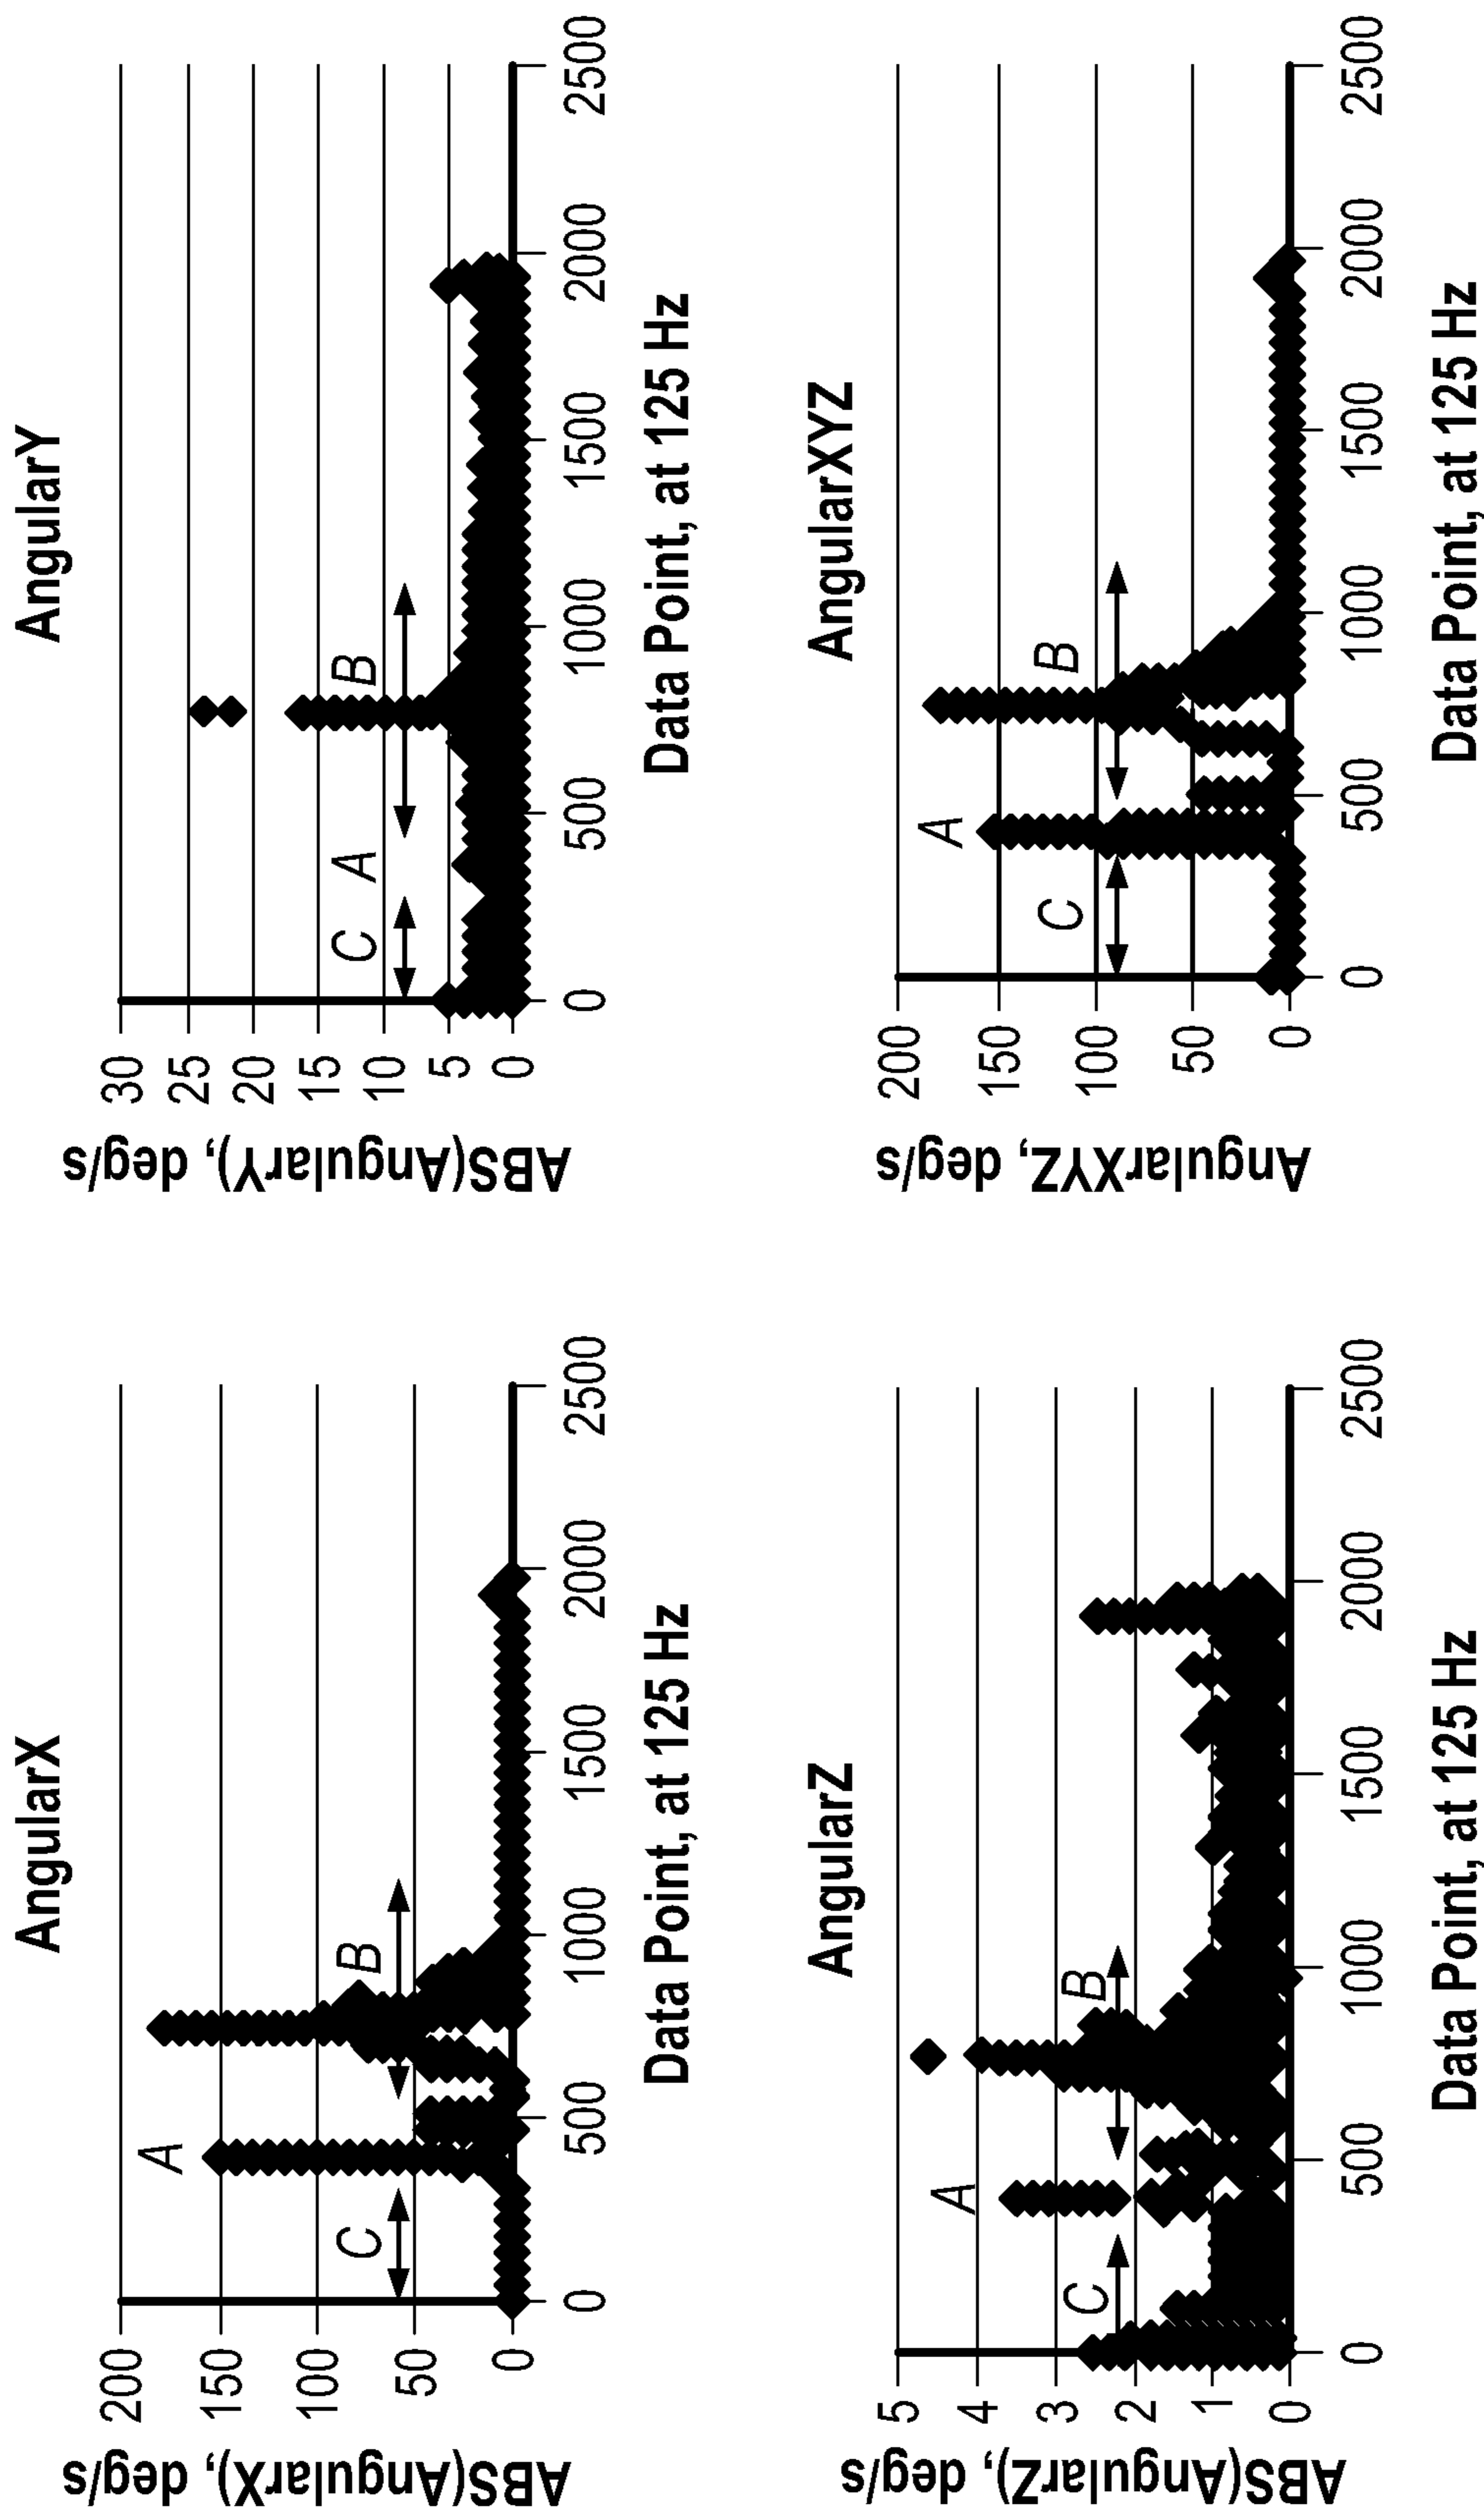 AngularX
ABS(AngularX), deg/s
200
150
100
50
0
A
B
C
0 500 1000 1500 2000 2500
Data Point, at 125 Hz
AngularY
ABS(AngularY), deg/s
30
25
20
15
10
5
0
C A B
0 500 1000 1500 2000 2500
Data Point, at 125 Hz
AngularZ
ABS(AngularZ), deg/s
5
4
3
2
1
0
A
B
C
0 500 1000 1500 2000 2500
Data Point, at 125 Hz
AngularXYZ
AngularXYZ, deg/s
200
150
100
50
0
A
B
C
0 500 1000 1500 2000 2500
Data Point, at 125 Hz